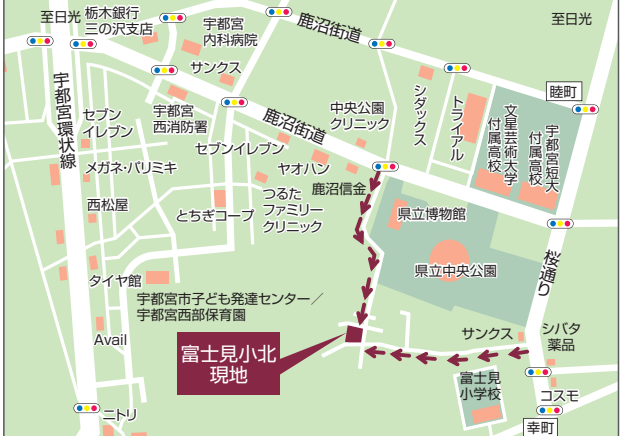 至日光
栃木銀行
三の沢支店
宇都宮
内科病院
鹿沼街道
至日光
サンクス
宇都宮環状線
セブン
イレブン
宇都宮
西消防署
鹿沼街道
中央公園
クリニック
シダックス
トライアル
睦町
文星芸術大学
付属高校
宇都宮短大
付属高校
セブンイレブン
メガネ・パリミキ
ヤオハン
鹿沼信金
西松屋
とちぎコープ
つるた
ファミリー
クリニック
県立博物館
県立中央公園
桜通り
タイヤ館
宇都宮市子ども発達センター／
宇都宮西部保育園
Avail
富士見小北
現地
サンクス
シバタ
薬品
富士見
小学校
コスモ
ニトリ
幸町